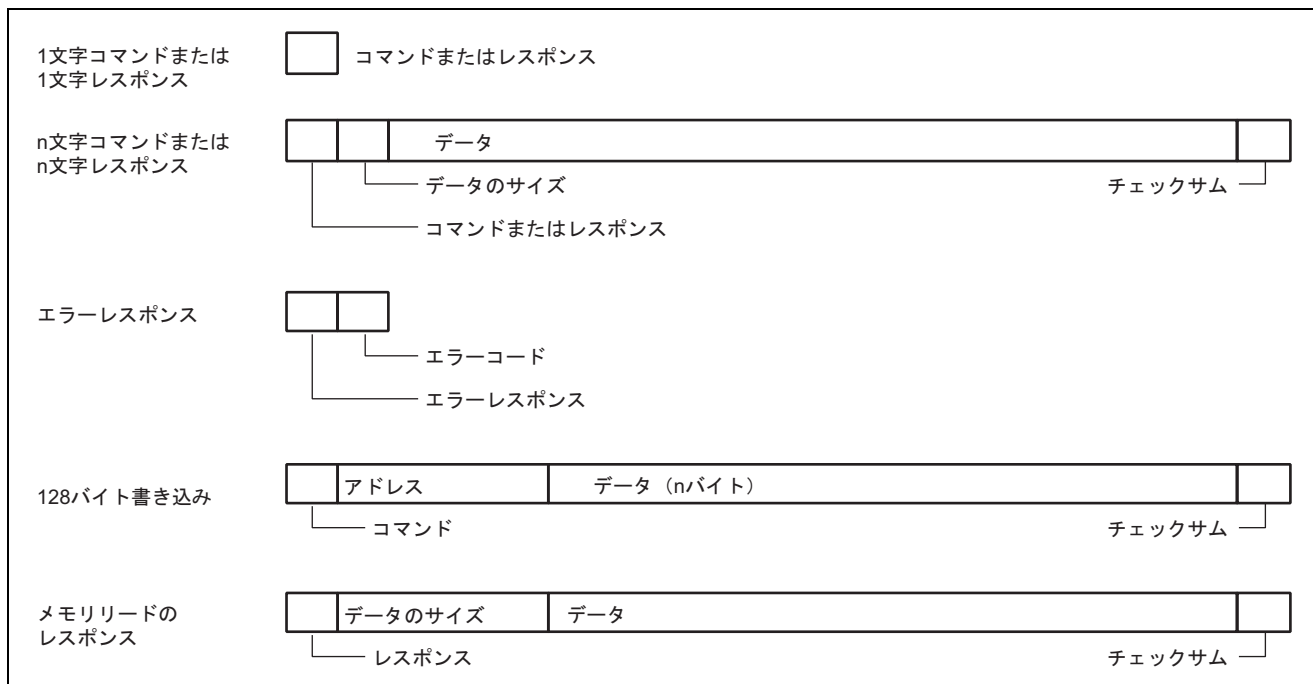 1文字コマンドまたは
1文字レスポンス
コマンドまたはレスポンス
n文字コマンドまたは
n文字レスポンス
データ
データのサイズ
チェックサム
コマンドまたはレスポンス
エラーレスポンス
エラーコード
エラーレスポンス
128バイト書き込み
アドレス
データ（nバイト）
コマンド
チェックサム
メモリリードの
レスポンス
データのサイズ
データ
レスポンス
チェックサム